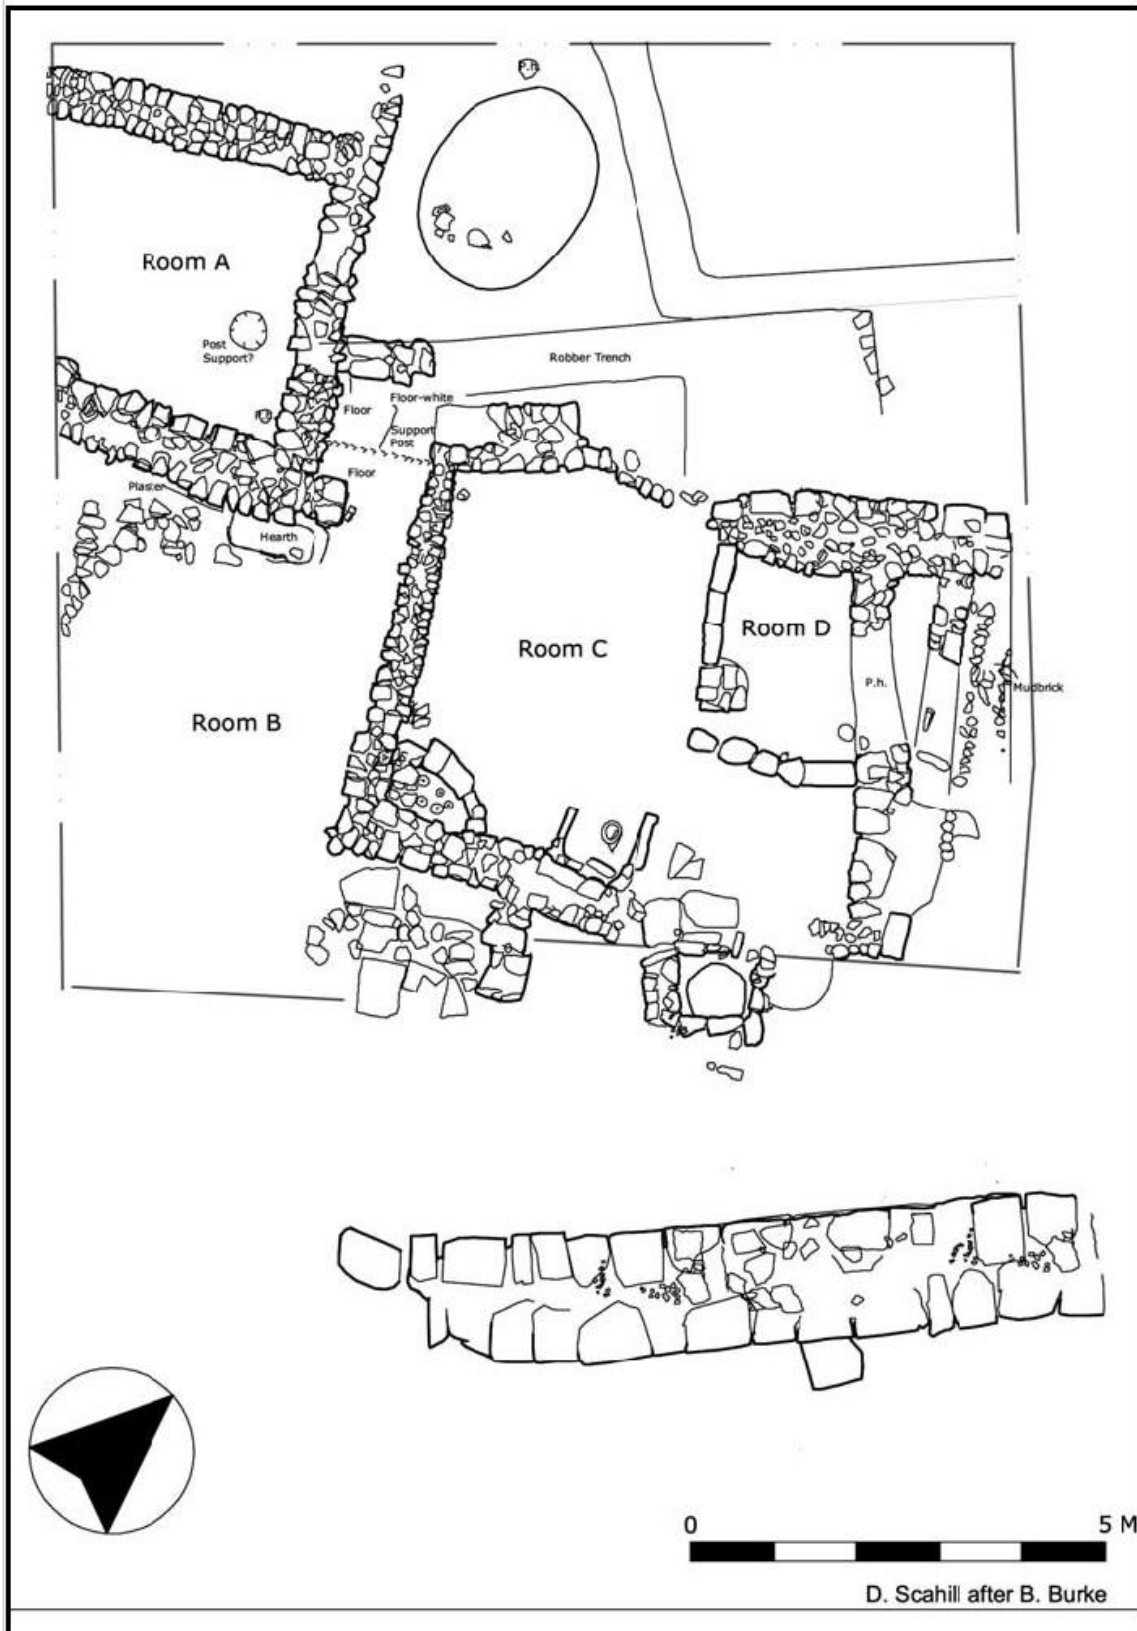 P.h.
Room A
Post
Support?
Robber Trench
Floor-white
Floor
P.h.
Support
Post
Floor
Plaster
Hearth
Room D
Room C
P.h.
Mudbrick
Room B
0 5 M
D. Scahill after B. Burke